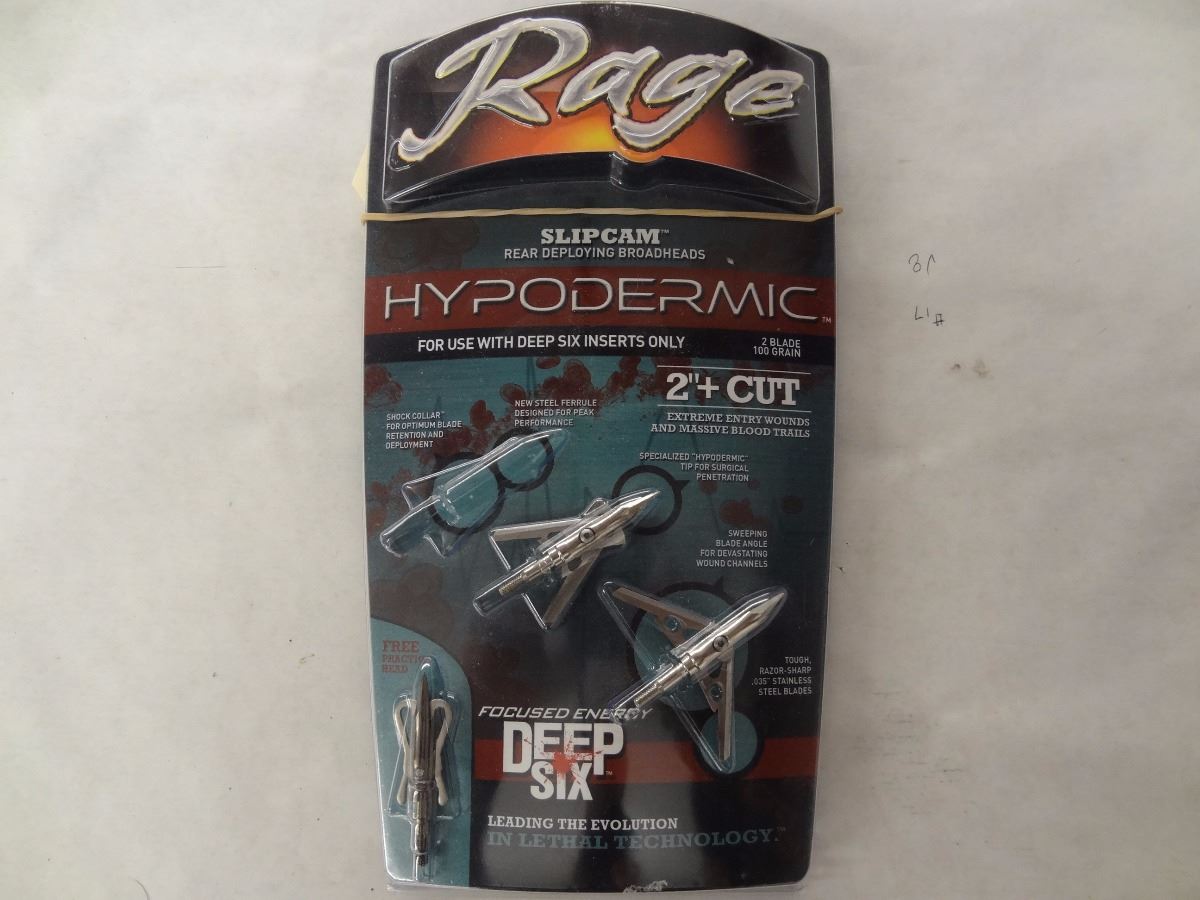 Rage
SLIPCAM™
REAR DEPLOYING BROADHEADS
HYPODERMIC™
FOR USE WITH DEEP SIX INSERTS ONLY
2 BLADE
100 GRAIN
2"+ CUT
EXTREME ENTRY WOUNDS
AND MASSIVE BLOOD TRAILS
SHOCK COLLAR™
FOR OPTIMUM BLADE
RETENTION AND
DEPLOYMENT
NEW STEEL FERRULE
DESIGNED FOR PEAK
PERFORMANCE
SPECIALIZED "HYPODERMIC"
TIP FOR SURGICAL
PENETRATION
SWEEPING
BLADE ANGLE
FOR DEVASTATING
WOUND CHANNELS
TOUGH,
RAZOR-SHARP
.035" STAINLESS
STEEL BLADES
FREE
PRACTICE
HEAD
FOCUSED ENERGY
DEEP
SIX™
LEADING THE EVOLUTION
IN LETHAL TECHNOLOGY.™